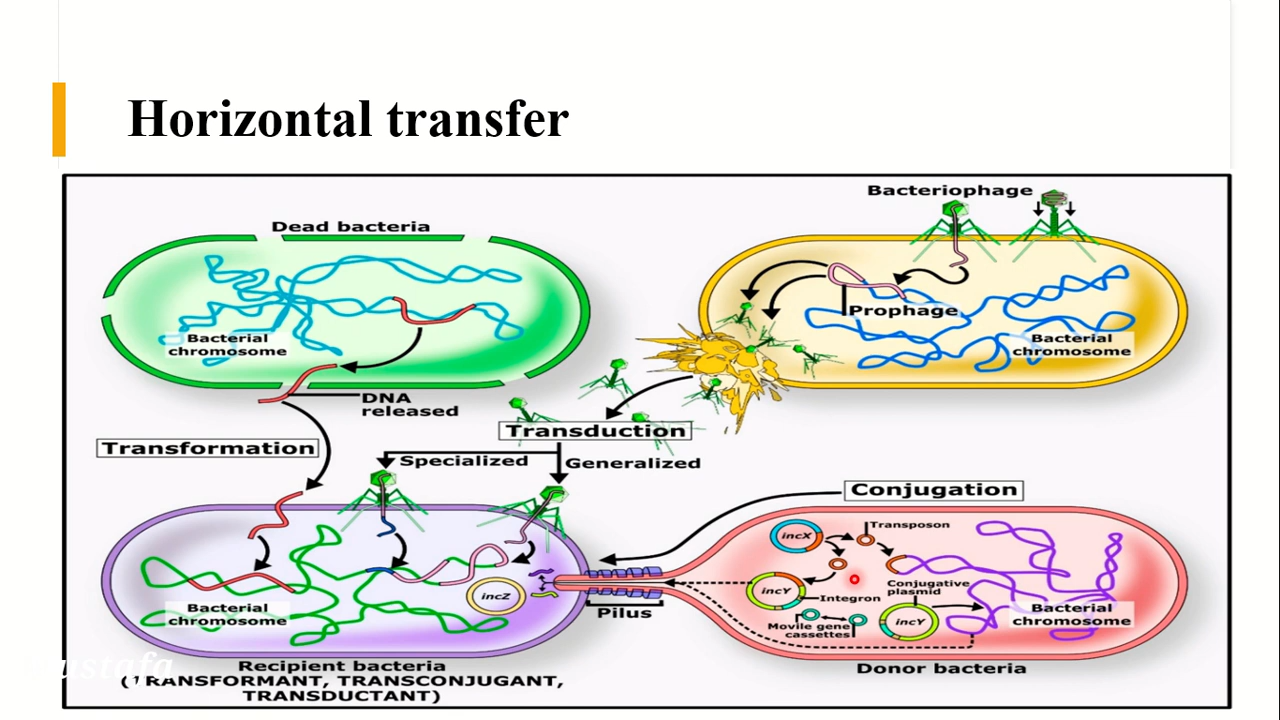 Horizontal transfer
Bacteriophage
Dead bacteria
Prophage
Bacterial
chromosome
Bacterial
chromosome
DNA
released
Transduction
Transformation
Specialized
Generalized
Conjugation
Transposon
incX
Conjugative
plasmid
incY
Integron
incZ
Pilus
Movile gene
cassettes
incY
Bacterial
chromosome
Bacterial
chromosome
Recipient bacteria
(TRANSFORMANT, TRANSCONJUGANT,
TRANSDUCTANT)
Donor bacteria